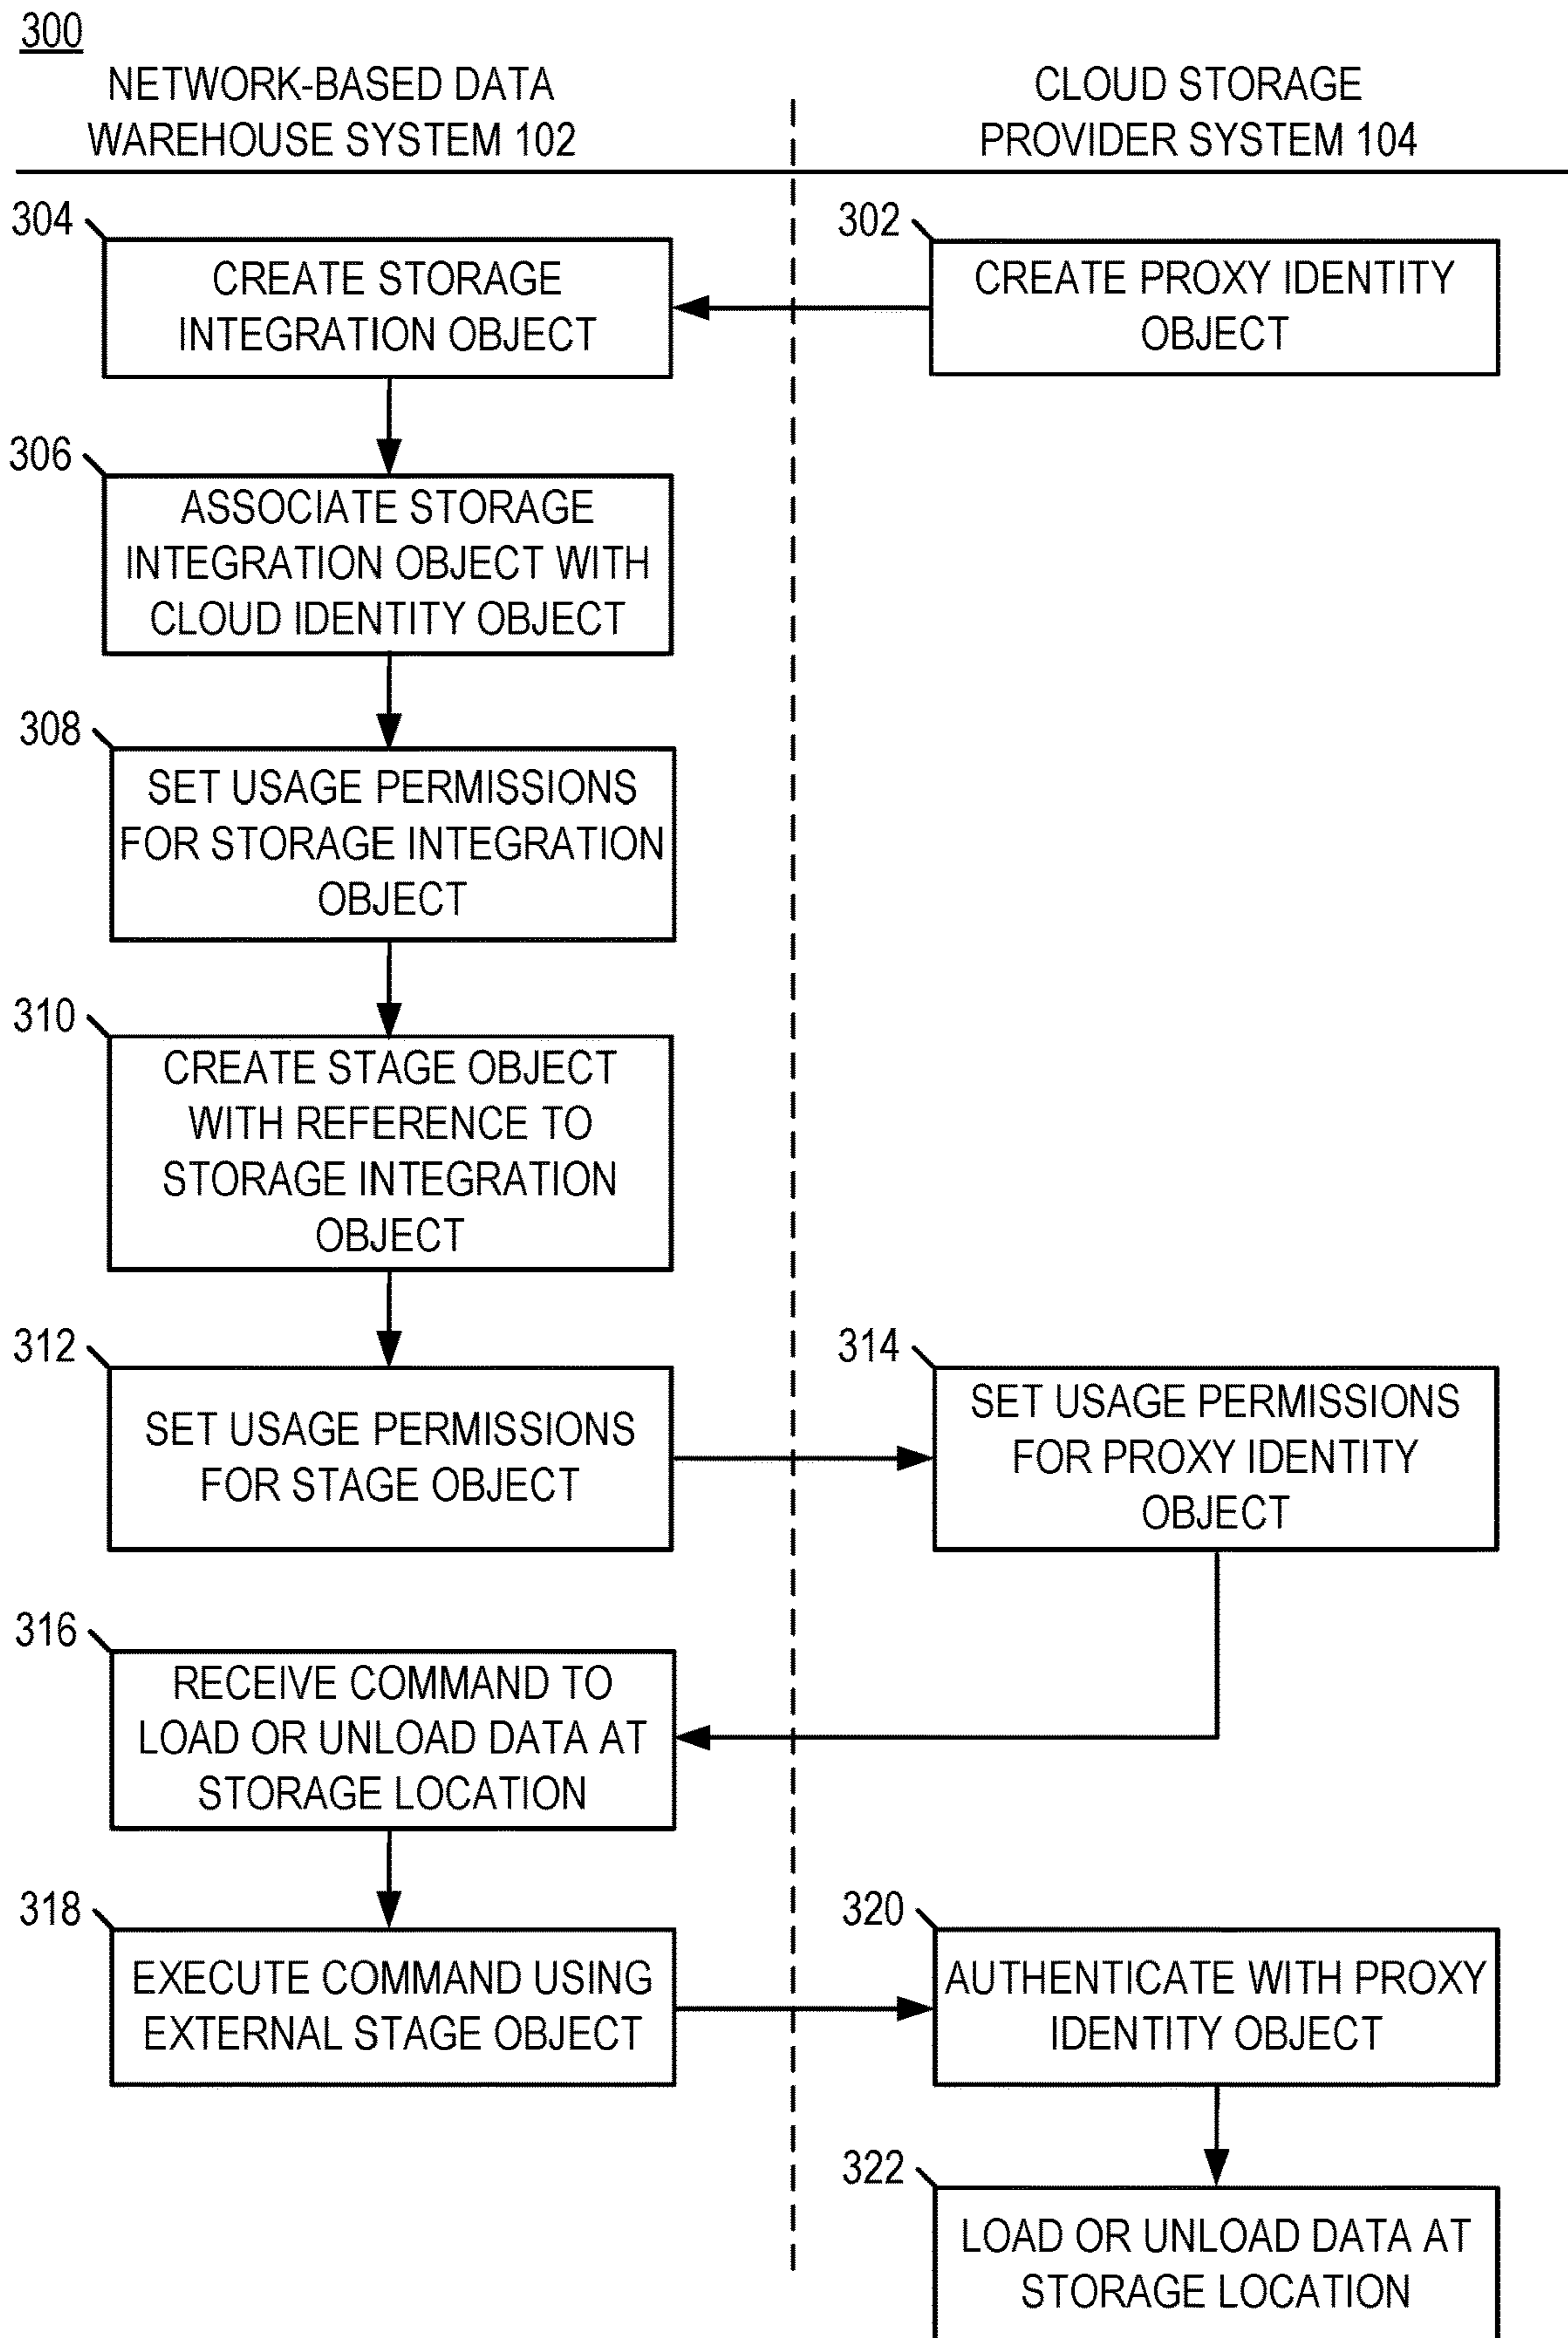 300
NETWORK-BASED DATA
WAREHOUSE SYSTEM 102
CLOUD STORAGE
PROVIDER SYSTEM 104
304
CREATE STORAGE
INTEGRATION OBJECT
302
CREATE PROXY IDENTITY
OBJECT
306
ASSOCIATE STORAGE
INTEGRATION OBJECT WITH
CLOUD IDENTITY OBJECT
308
SET USAGE PERMISSIONS
FOR STORAGE INTEGRATION
OBJECT
310
CREATE STAGE OBJECT
WITH REFERENCE TO
STORAGE INTEGRATION
OBJECT
312
SET USAGE PERMISSIONS
FOR STAGE OBJECT
314
SET USAGE PERMISSIONS
FOR PROXY IDENTITY
OBJECT
316
RECEIVE COMMAND TO
LOAD OR UNLOAD DATA AT
STORAGE LOCATION
318
EXECUTE COMMAND USING
EXTERNAL STAGE OBJECT
320
AUTHENTICATE WITH PROXY
IDENTITY OBJECT
322
LOAD OR UNLOAD DATA AT
STORAGE LOCATION